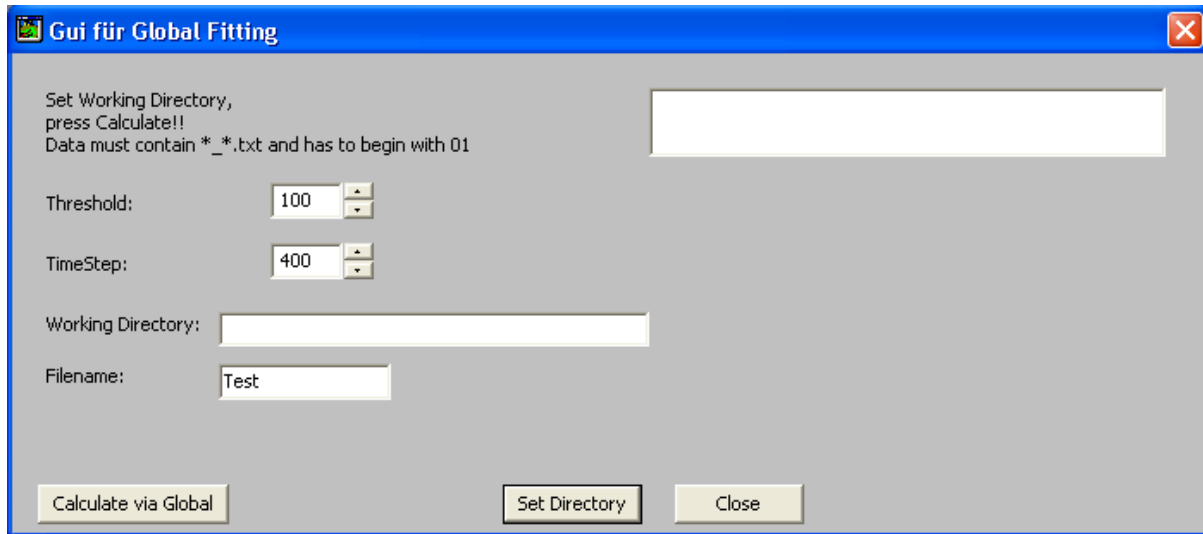 Gui für Global Fitting
Set Working Directory,
press Calculate!!
Data must contain *_*.txt and has to begin with 01
Threshold: 100
TimeStep: 400
Working Directory:
Filename: Test
Calculate via Global Set Directory Close